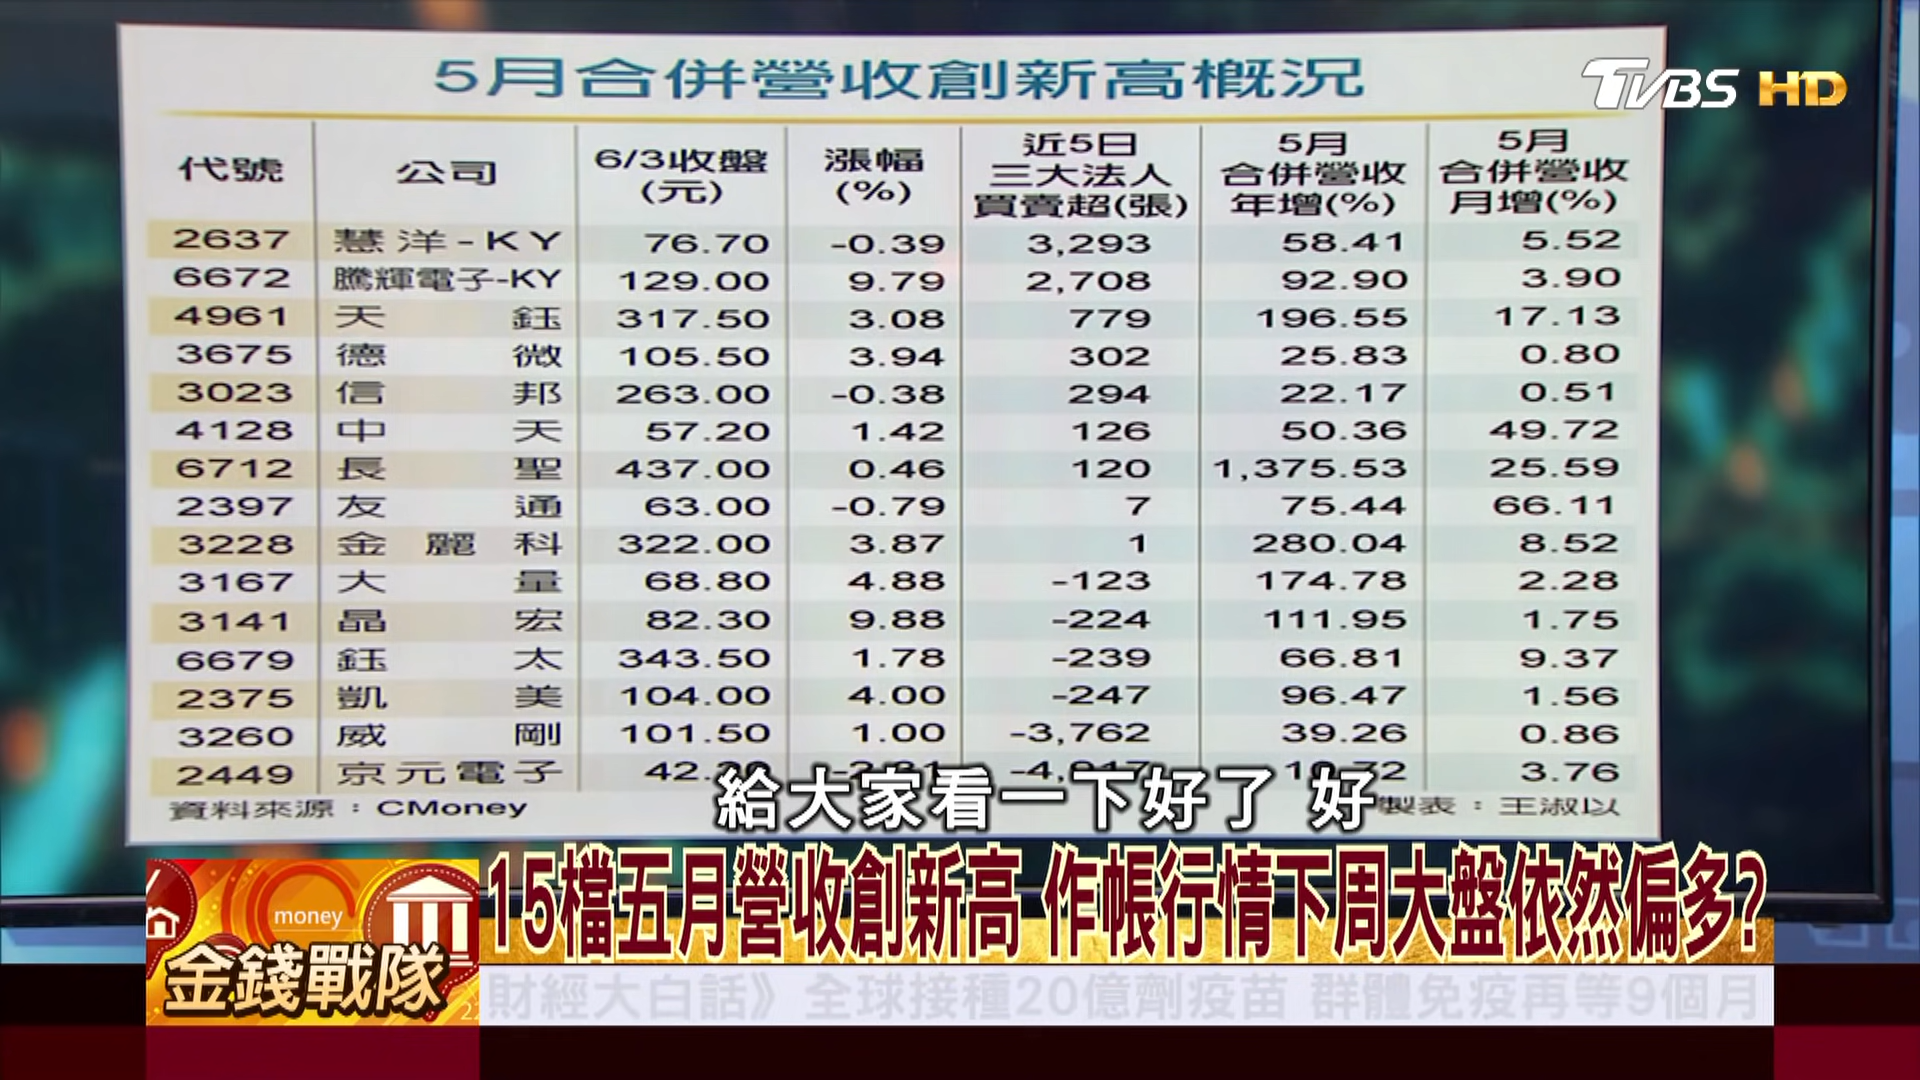 5月合併營收創新高概況
TVBS HD
代號 公司 6/3收盤(元) 漲幅(%) 近5日三大法人買賣超(張) 5月合併營收年增(%) 5月合併營收月增(%)
2637 慧洋-KY 76.70 -0.39 3,293 58.41 5.52
6672 騰輝電子-KY 129.00 9.79 2,708 92.90 3.90
4961 天鈺 317.50 3.08 779 196.55 17.13
3675 德微 105.50 3.94 302 25.83 0.80
3023 信邦 263.00 -0.38 294 22.17 0.51
4128 中天 57.20 1.42 126 50.36 49.72
6712 長聖 437.00 0.46 120 1,375.53 25.59
2397 友通 63.00 -0.79 7 75.44 66.11
3228 金麗科 322.00 3.87 1 280.04 8.52
3167 大量 68.80 4.88 -123 174.78 2.28
3141 晶宏 82.30 9.88 -224 111.95 1.75
6679 鈺太 343.50 1.78 -239 66.81 9.37
2375 凱美 104.00 4.00 -247 96.47 1.56
3260 威剛 101.50 1.00 -3,762 39.26 0.86
2449 京元電子 3.76
資料來源：CMoney 製表：王淑以
給大家看一下好了 好
15檔五月營收創新高 作帳行情下周大盤依然偏多?
money
金錢戰隊
財經大白話》全球接種20億劑疫苗 群體免疫再等9個月